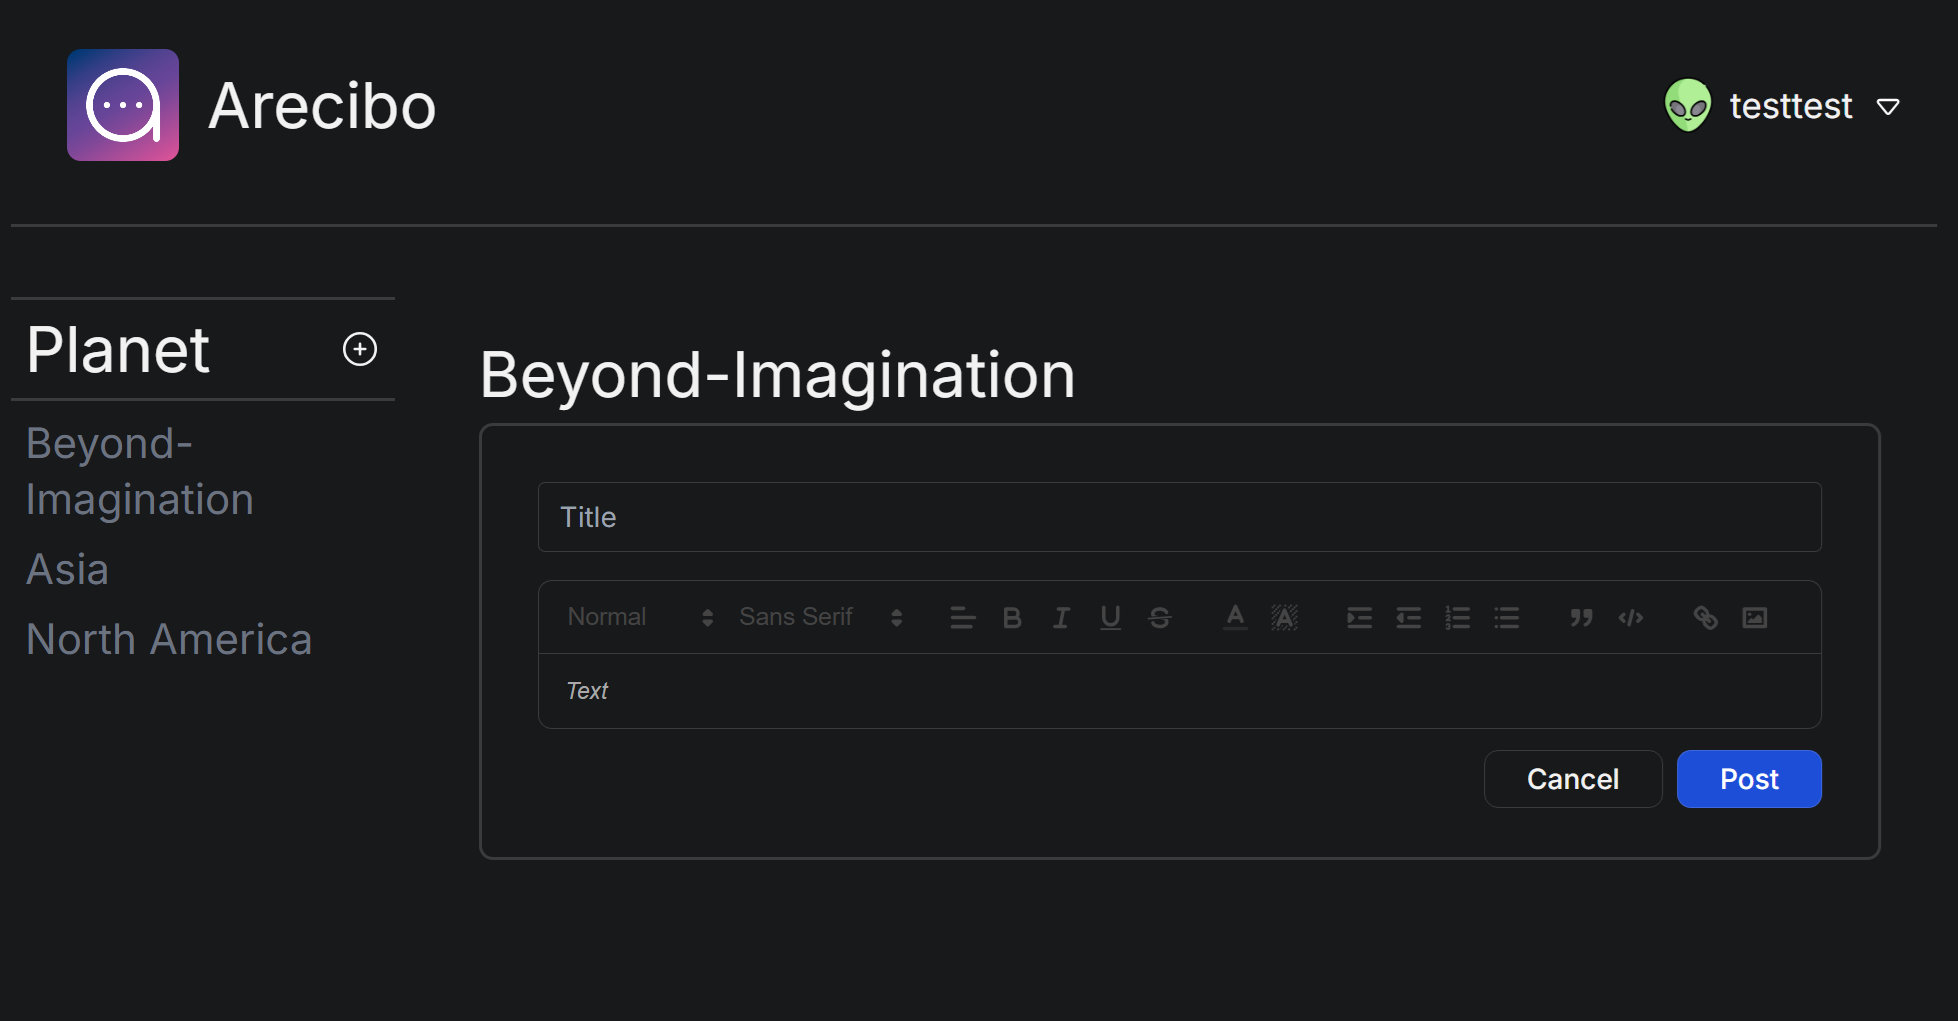 Arecibo
testtest
Planet
Beyond-
Imagination
Asia
North America
Beyond-Imagination
Title
Normal Sans Serif
Text
Cancel Post